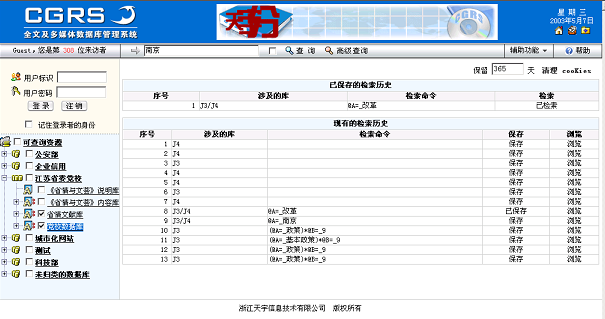 CGRS
全文及多媒体数据库管理系统
天宇
星 期 三
2003年5月7日
Guest,您是第 308 位来访者
南京
查 询
高级查询
辅助功能
帮助
用户标识
用户密码
登 录
注 销
记住登录者的身份
可查询资源
公安部
企业信用
江苏省委党校
《省情与文荟》说明库
《省情与文荟》内容库
省情文献库
城市化网站
测试
科技部
未归类的数据库
保留 365 天 清理 cookies
已保存的检索历史
序号 涉及的库 检索命令 检索
1 J3/J4 @A=_改革 已检索
现有的检索历史
序号 涉及的库 检索命令 保存 浏览
1 J4 保存 浏览
2 J4 保存 浏览
3 J3 保存 浏览
4 J4 保存 浏览
5 J4 保存 浏览
6 J3 保存 浏览
7 J4 保存 浏览
8 J3/J4 @A=_改革 已保存 浏览
9 J3/J4 @A=_南京 保存 浏览
10 J3 (@A=_政策)*@B=_9 保存 浏览
11 J3 (@A=_基本政策)*@B=_9 保存 浏览
12 J3 (@A=_政策)*@B=_9 保存 浏览
13 J3 (@A=_政策)*@B=_9 保存 浏览
浙江天宇信息技术有限公司 版权所有